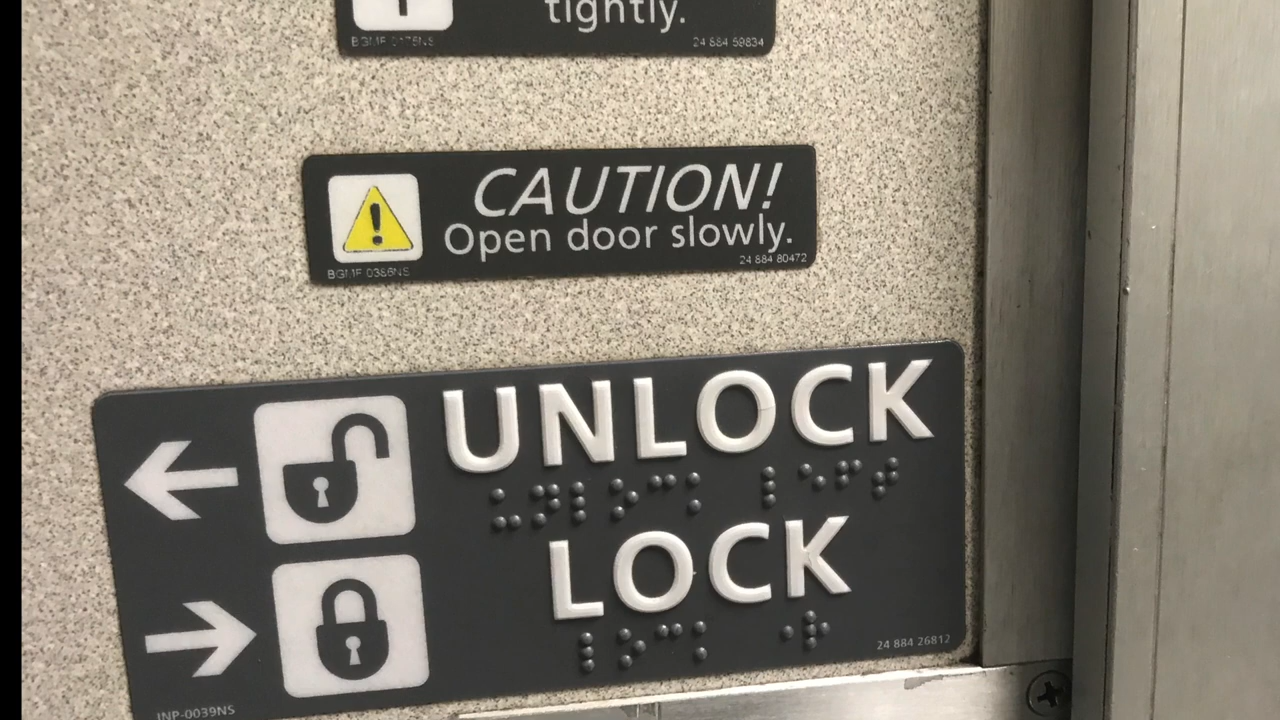 tightly.
BGMF 0175NS 24 884 59834
CAUTION!
Open door slowly.
BGMF 0386NS 24 884 80472
UNLOCK
LOCK
24 884 26812
INP-0039NS